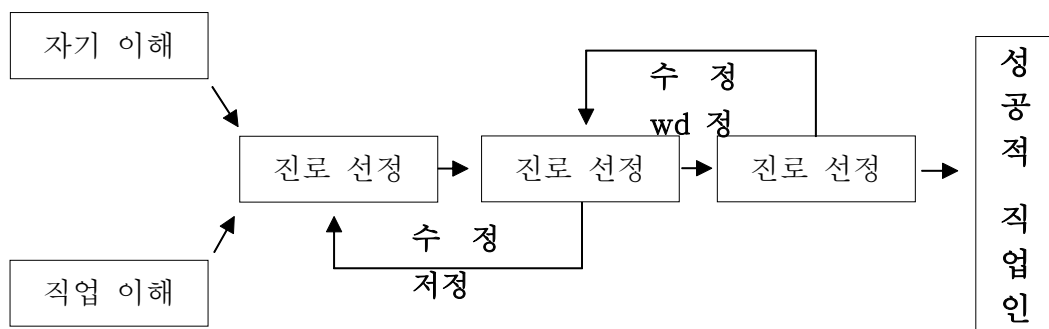 자기 이해
수 정
wd 정
진로 선정
진로 선정
진로 선정
수 정
저정
직업 이해
성
공
적
직
업
인